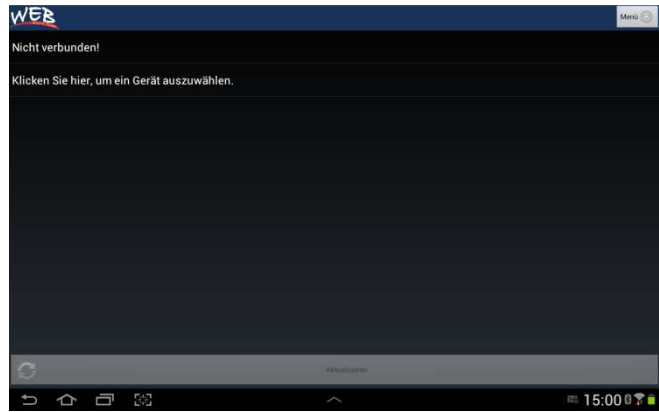 WEB
Menü
Nicht verbunden!
Klicken Sie hier, um ein Gerät auszuwählen.
Aktualisieren
15:00